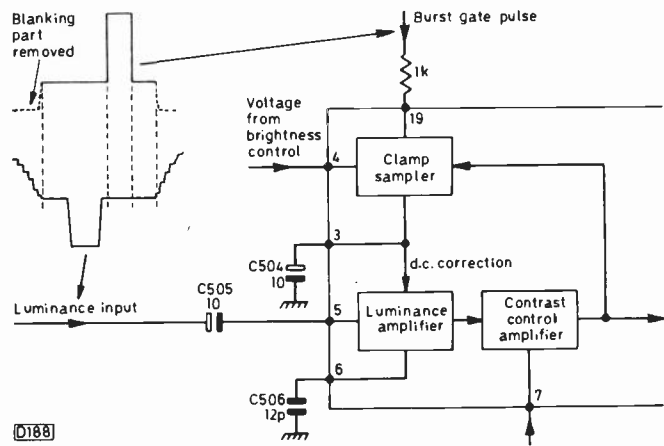 Blanking
part
removed
Burst gate pulse
1k
Voltage
from
brightness
control
19
4
Clamp
sampler
3
C504
10
d.c. correction
C505
10
Luminance input
5
Luminance
amplifier
Contrast
control
amplifier
6
C506
12p
7
D188